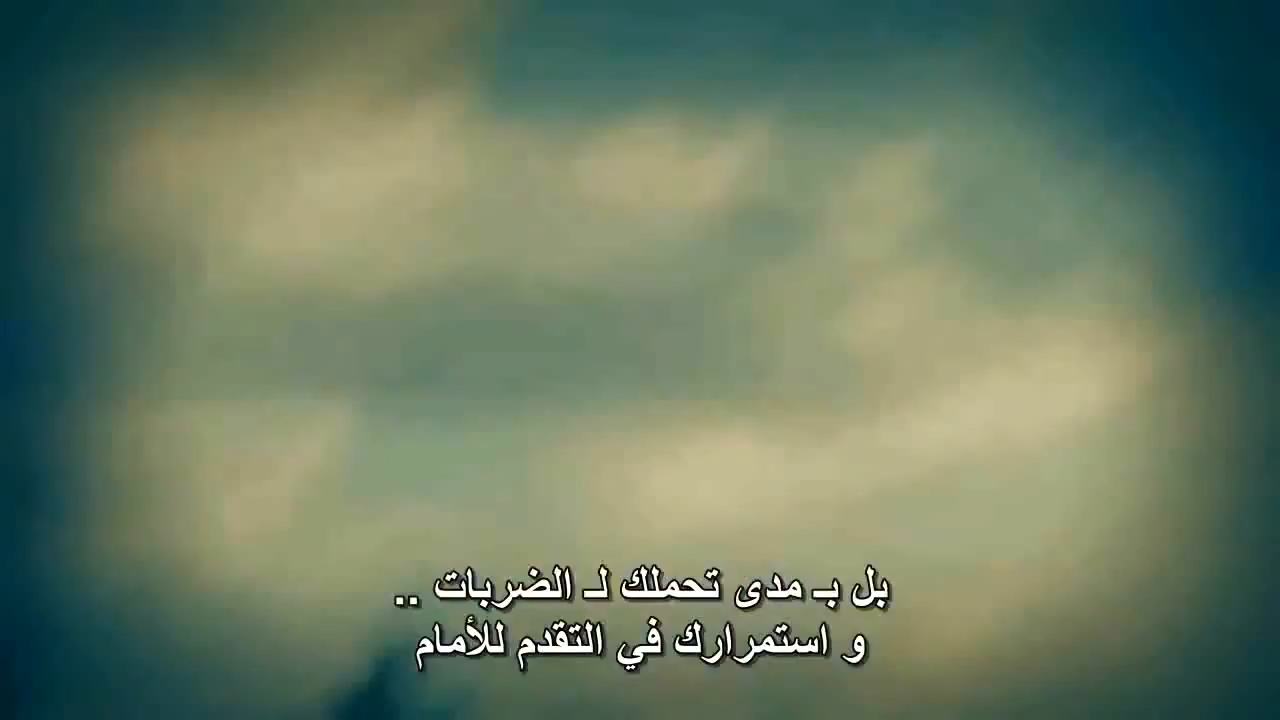 بل بـ مدى تحملك لـ الضربات ..
و استمرارك في التقدم للأمام